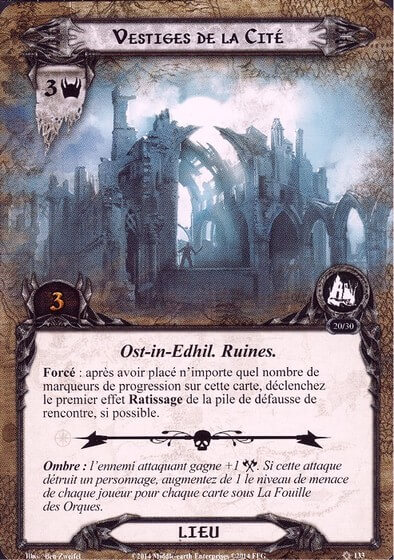 Vestiges de la Cité
3
3
20/30
Ost-in-Edhil. Ruines.
Forcé : après avoir placé n'importe quel nombre de
marqueurs de progression sur cette carte, déclenchez
le premier effet Ratissage de la pile de défausse de
rencontre, si possible.
Ombre : l'ennemi attaquant gagne +1 . Si cette attaque
détruit un personnage, augmentez de 1 le niveau de menace
de chaque joueur pour chaque carte sous La Fouille
des Orques.
LIEU
Illus. Ben Zweifel ©2014 Middle-earth Enterprises ©2014 FFG 133